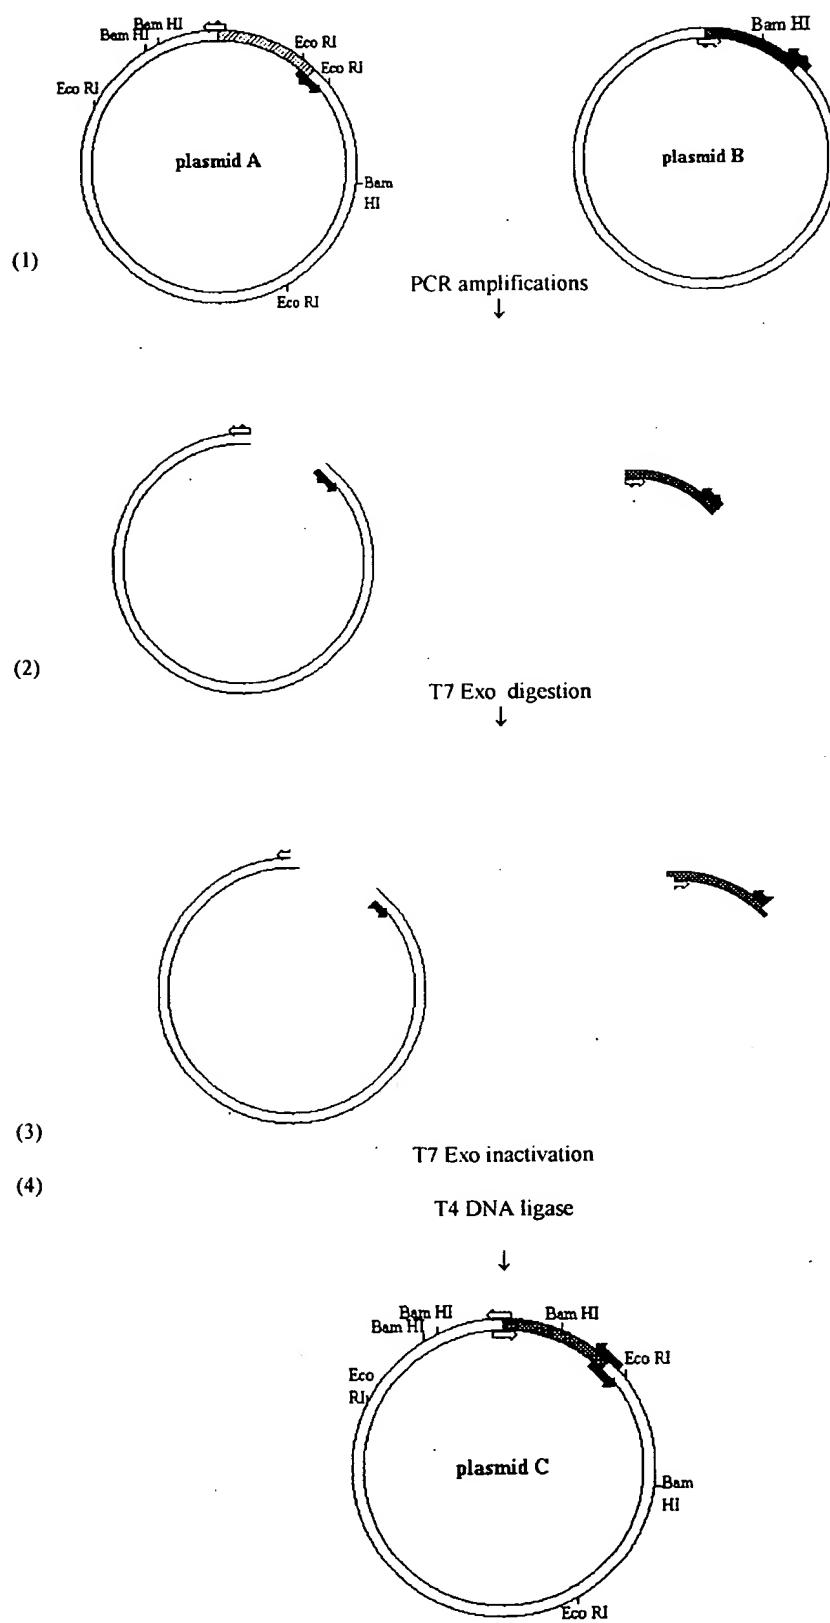 Bam HI
Bam HI
Eco RI
Eco RI
Eco RI
plasmid A
Bam
HI
Eco RI
Bam HI
plasmid B
(1)
PCR amplifications
↓
(2)
T7 Exo digestion
↓
(3)
T7 Exo inactivation
(4)
T4 DNA ligase
↓
Bam HI
Bam HI
Bam HI
Eco RI
Eco
RI
plasmid C
Bam
HI
Eco RI